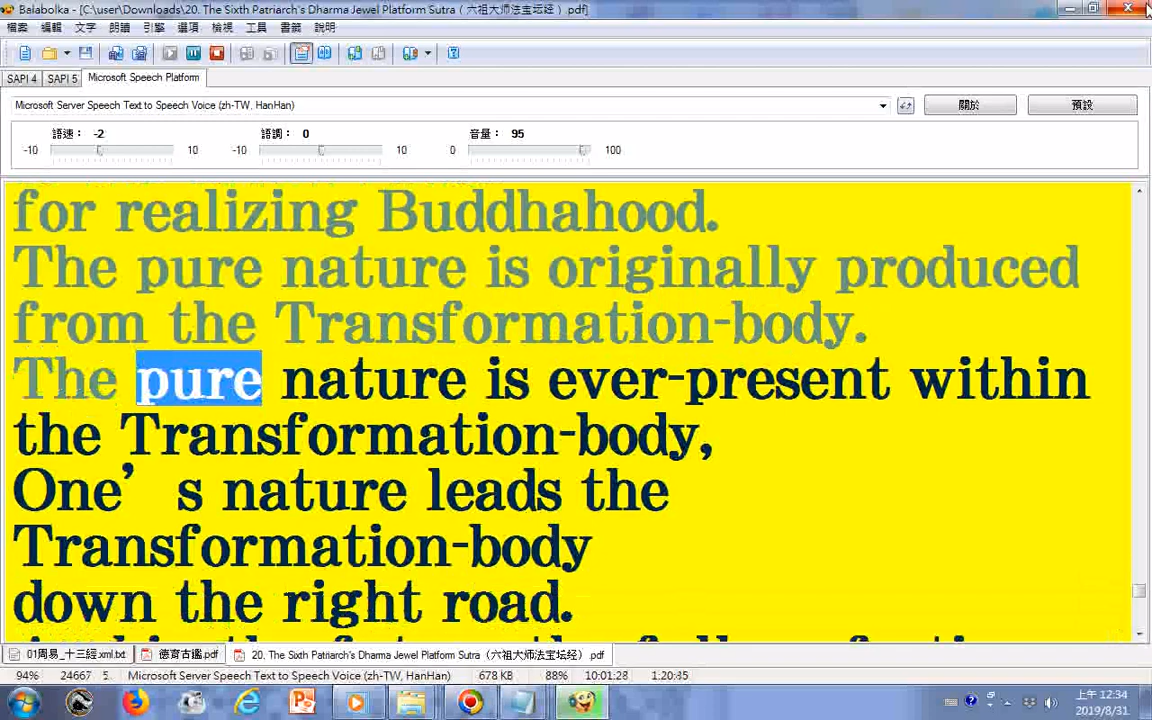 Balabolka - [C:\user\Downloads\20. The Sixth Patriarch's Dharma Jewel Platform Sutra（六祖大师法宝坛经）.pdf]
檔案 編輯 文字 朗讀 引擎 選項 檢視 工具 書籤 說明
SAPI 4 SAPI 5 Microsoft Speech Platform
Microsoft Server Speech Text to Speech Voice (zh-TW, HanHan) 關於 預設
語速： -2 語調： 0 音量： 95
-10 10 -10 10 0 100
for realizing Buddhahood.
The pure nature is originally produced
from the Transformation-body.
The pure nature is ever-present within
the Transformation-body,
One’s nature leads the
Transformation-body
down the right road.
01周易_十三經.xml.txt 德育古鑑.pdf 20. The Sixth Patriarch's Dharma Jewel Platform Sutra（六祖大师法宝坛经）.pdf
94% 24667 5 Microsoft Server Speech Text to Speech Voice (zh-TW, HanHan) 678 KB 88% 10:01:28 1:20:35
上午 12:34
2019/8/31